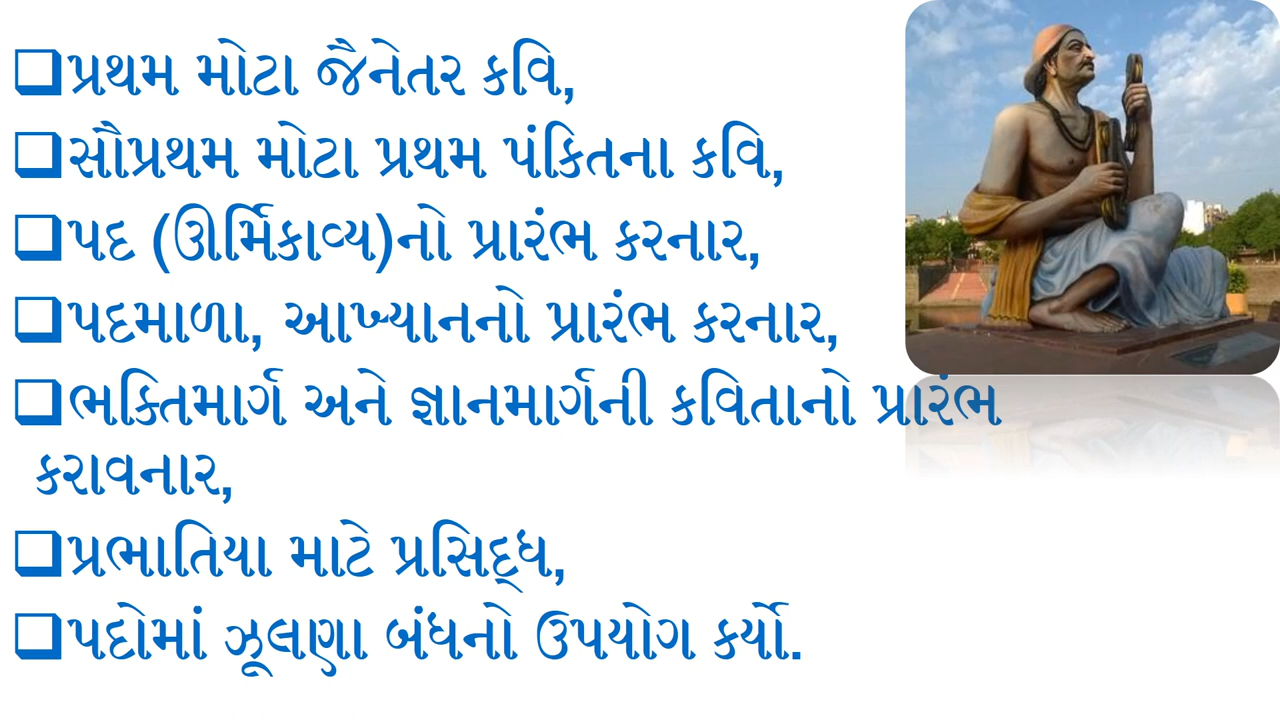 ❑પ્રથમ મોટા જૈનેતર કવિ,
❑સૌપ્રથમ મોટા પ્રથમ પંકિતના કવિ,
❑પદ (ઊર્મિકાવ્ય)નો પ્રારંભ કરનાર,
❑પદમાળા, આખ્યાનનો પ્રારંભ કરનાર,
❑ભક્તિમાર્ગ અને જ્ઞાનમાર્ગની કવિતાનો પ્રારંભ
કરાવનાર,
❑પ્રભાતિયા માટે પ્રસિદ્ધ,
❑પદોમાં ઝૂલણા બંધનો ઉપયોગ કર્યો.